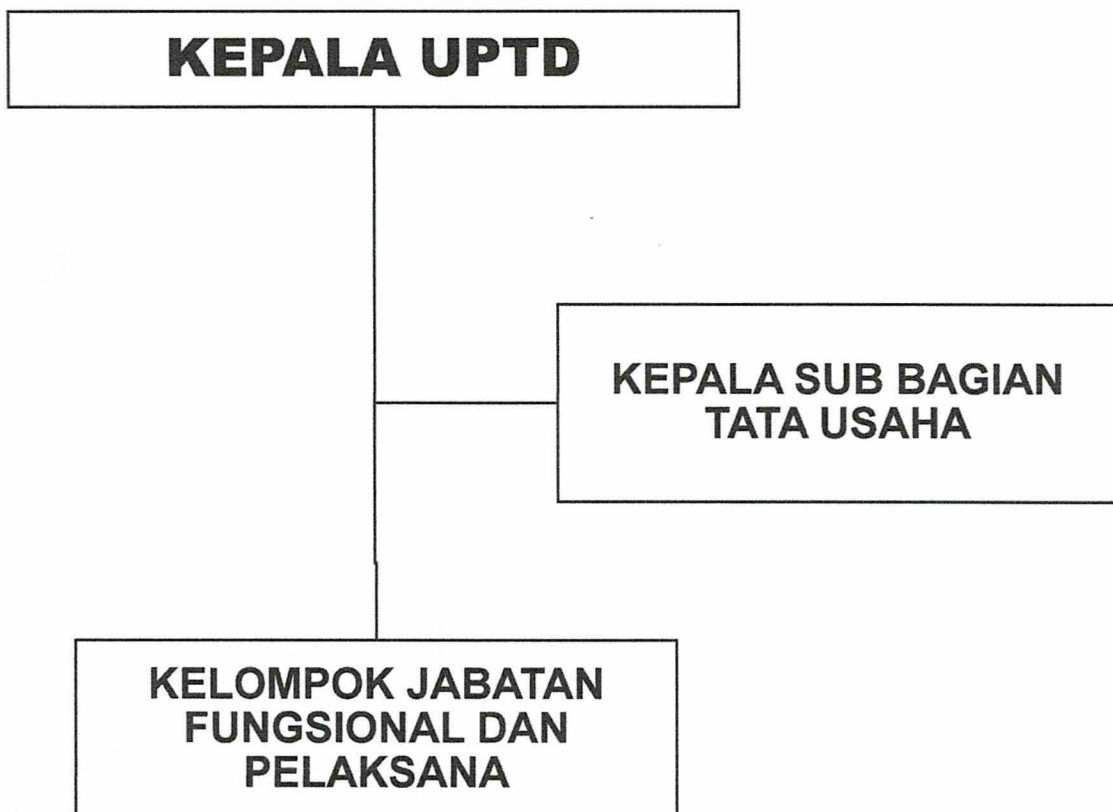 KEPALA UPTD
KEPALA SUB BAGIAN
TATA USAHA
KELOMPOK JABATAN
FUNGSIONAL DAN
PELAKSANA